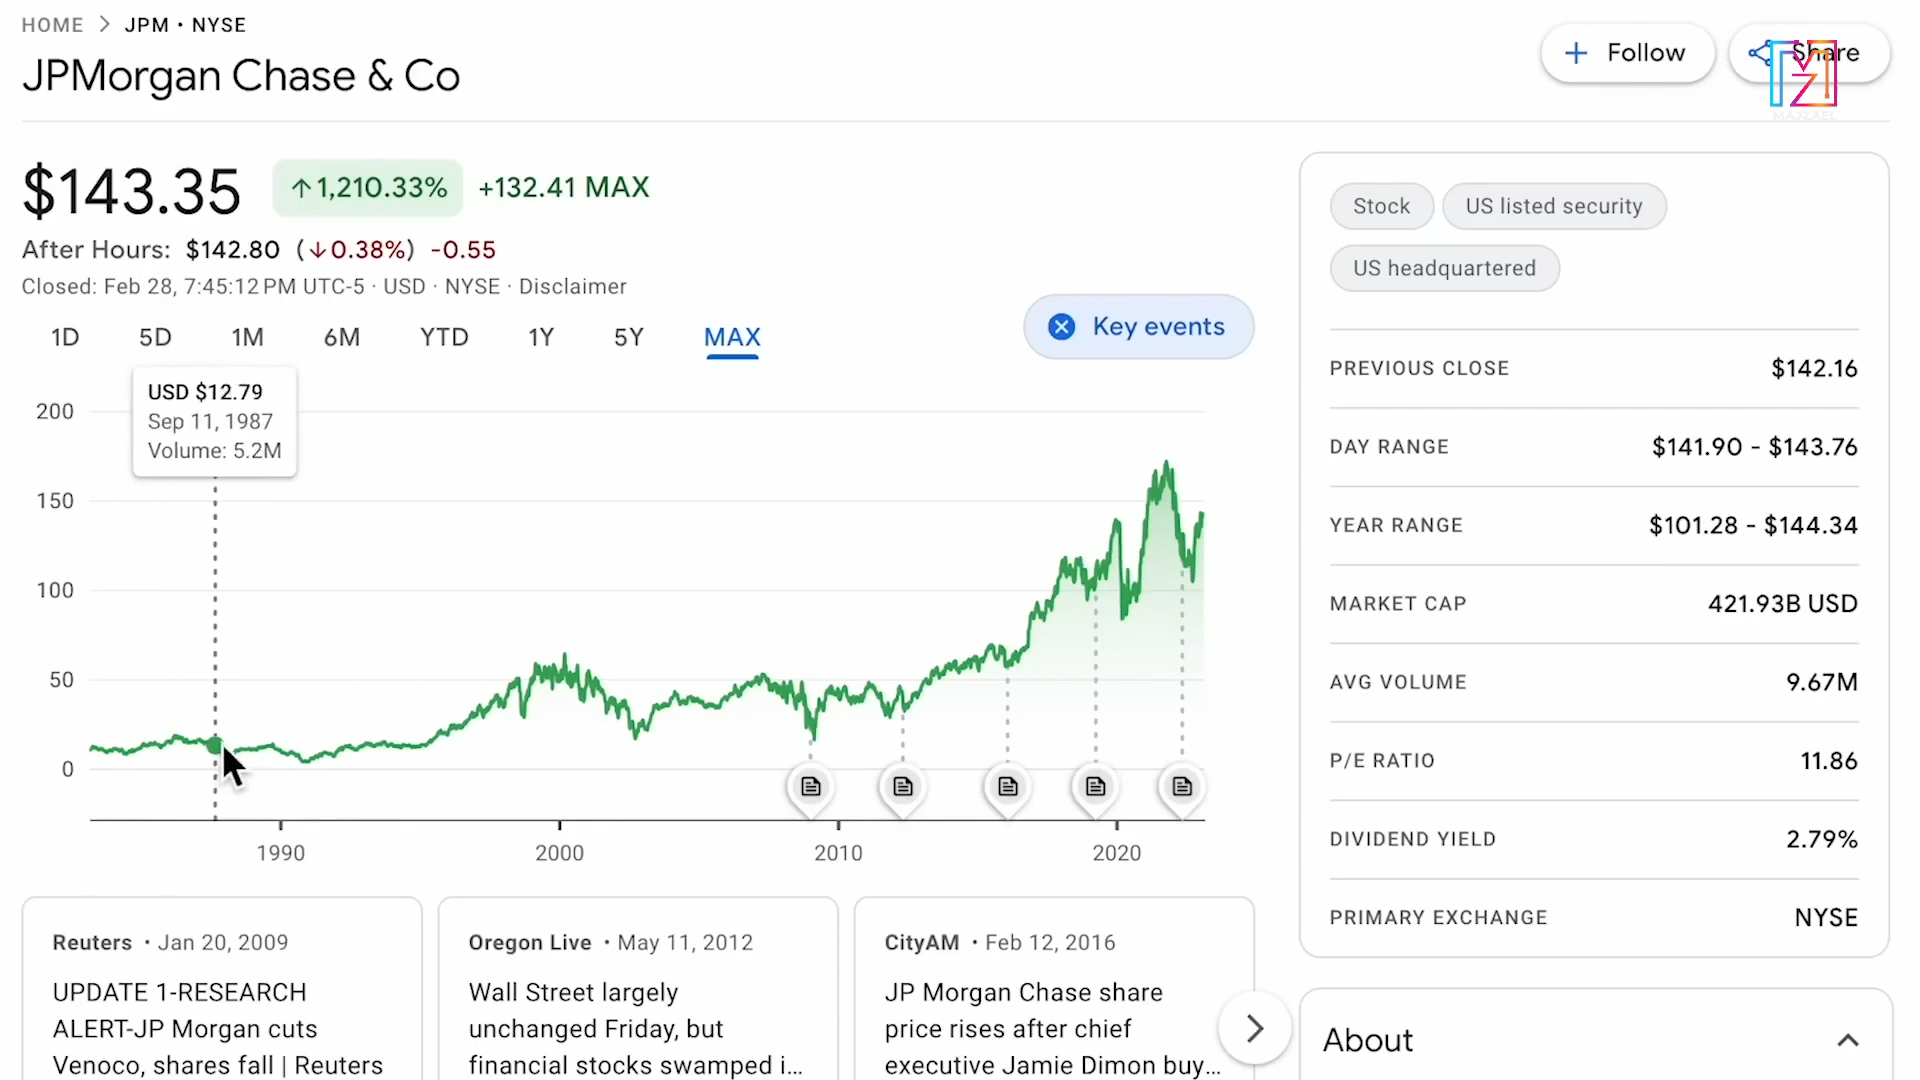 HOME > JPM • NYSE
JPMorgan Chase & Co
Follow
Share
MAJZAEL
$143.35
↑1,210.33%
+132.41 MAX
After Hours: $142.80 (↓0.38%) -0.55
Closed: Feb 28, 7:45:12 PM UTC-5 · USD · NYSE · Disclaimer
1D 5D 1M 6M YTD 1Y 5Y MAX
Key events
USD $12.79
Sep 11, 1987
Volume: 5.2M
200
150
100
50
0
1990 2000 2010 2020
Reuters • Jan 20, 2009
UPDATE 1-RESEARCH
ALERT-JP Morgan cuts
Venoco, shares fall | Reuters
Oregon Live • May 11, 2012
Wall Street largely
unchanged Friday, but
financial stocks swamped i...
CityAM • Feb 12, 2016
JP Morgan Chase share
price rises after chief
executive Jamie Dimon buy...
Stock
US listed security
US headquartered
PREVIOUS CLOSE $142.16
DAY RANGE $141.90 - $143.76
YEAR RANGE $101.28 - $144.34
MARKET CAP 421.93B USD
AVG VOLUME 9.67M
P/E RATIO 11.86
DIVIDEND YIELD 2.79%
PRIMARY EXCHANGE NYSE
About